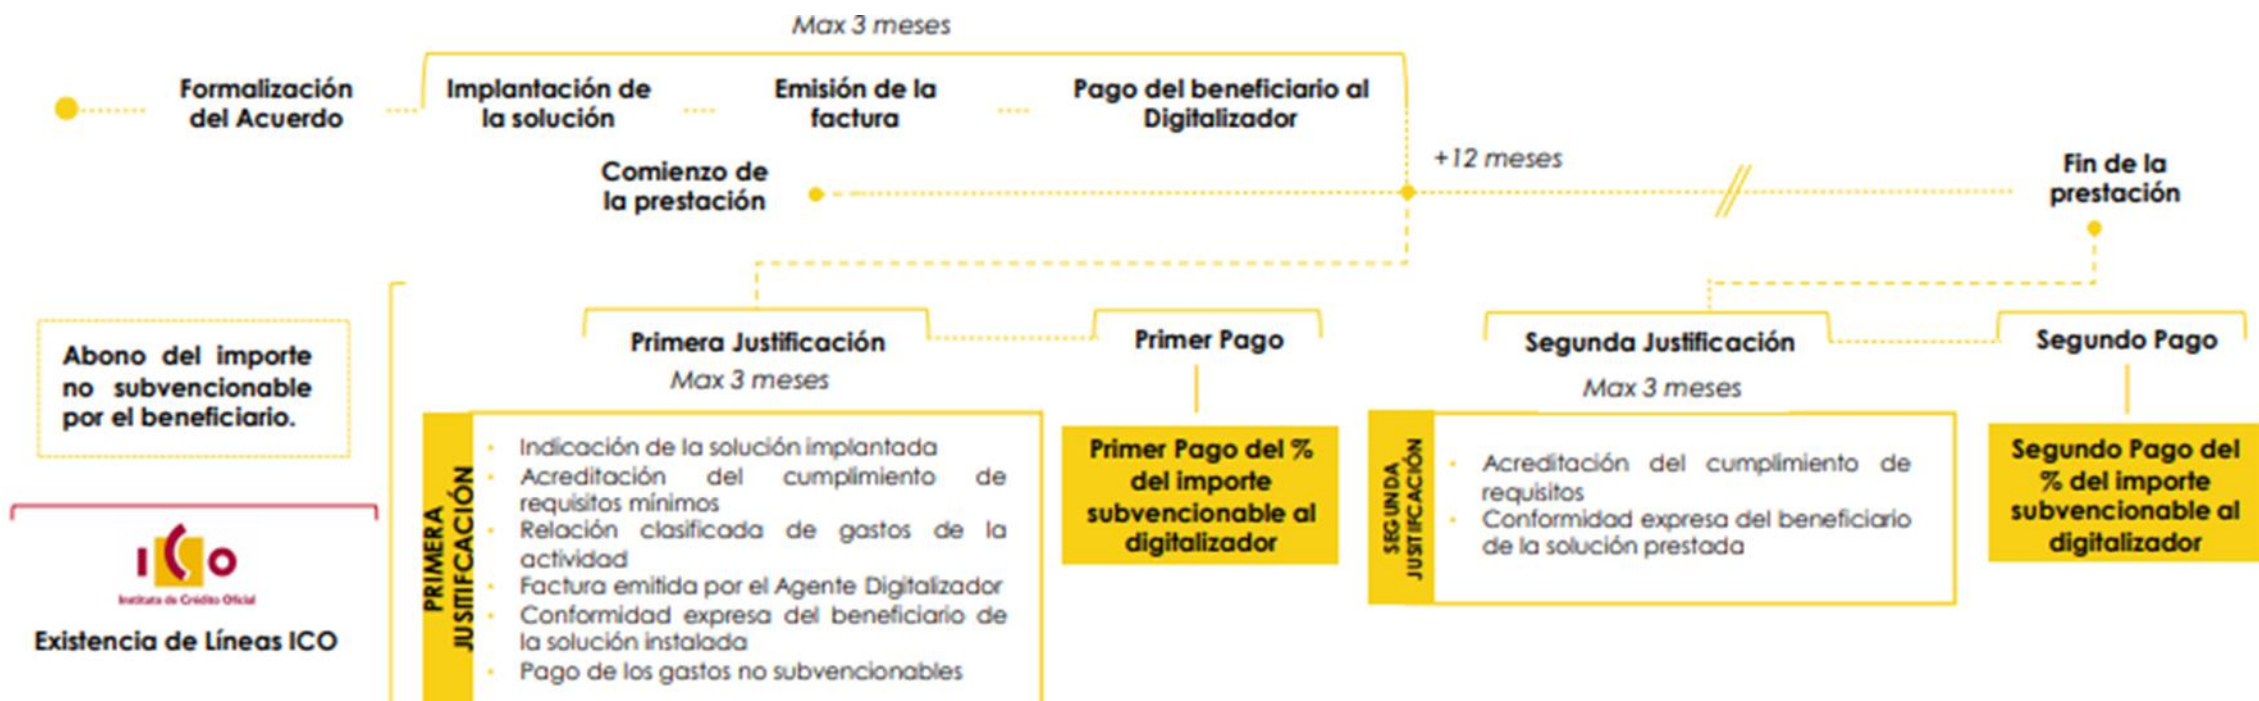 Max 3 meses
Formalización
del Acuerdo
Implantación de
la solución
Emisión de la
factura
Pago del beneficiario al
Digitalizador
Comienzo de
la prestación
+12 meses
Fin de la
prestación
Abono del importe
no subvencionable
por el beneficiario.
ICO
Instituto de Crédito Oficial
Existencia de Líneas ICO
Primera Justificación
Max 3 meses
PRIMERA
JUSITIFCACIÓN
Indicación de la solución implantada
Acreditación del cumplimiento de
requisitos mínimos
Relación clasificada de gastos de la
actividad
Factura emitida por el Agente Digitalizador
Conformidad expresa del beneficiario de
la solución instalada
Pago de los gastos no subvencionables
Primer Pago
Primer Pago del %
del importe
subvencionable al
digitalizador
Segunda Justificación
Max 3 meses
SEGUNDA
JUSITIFCACIÓN
Acreditación del cumplimiento de
requisitos
Conformidad expresa del beneficiario
de la solución prestada
Segundo Pago
Segundo Pago del
% del importe
subvencionable al
digitalizador